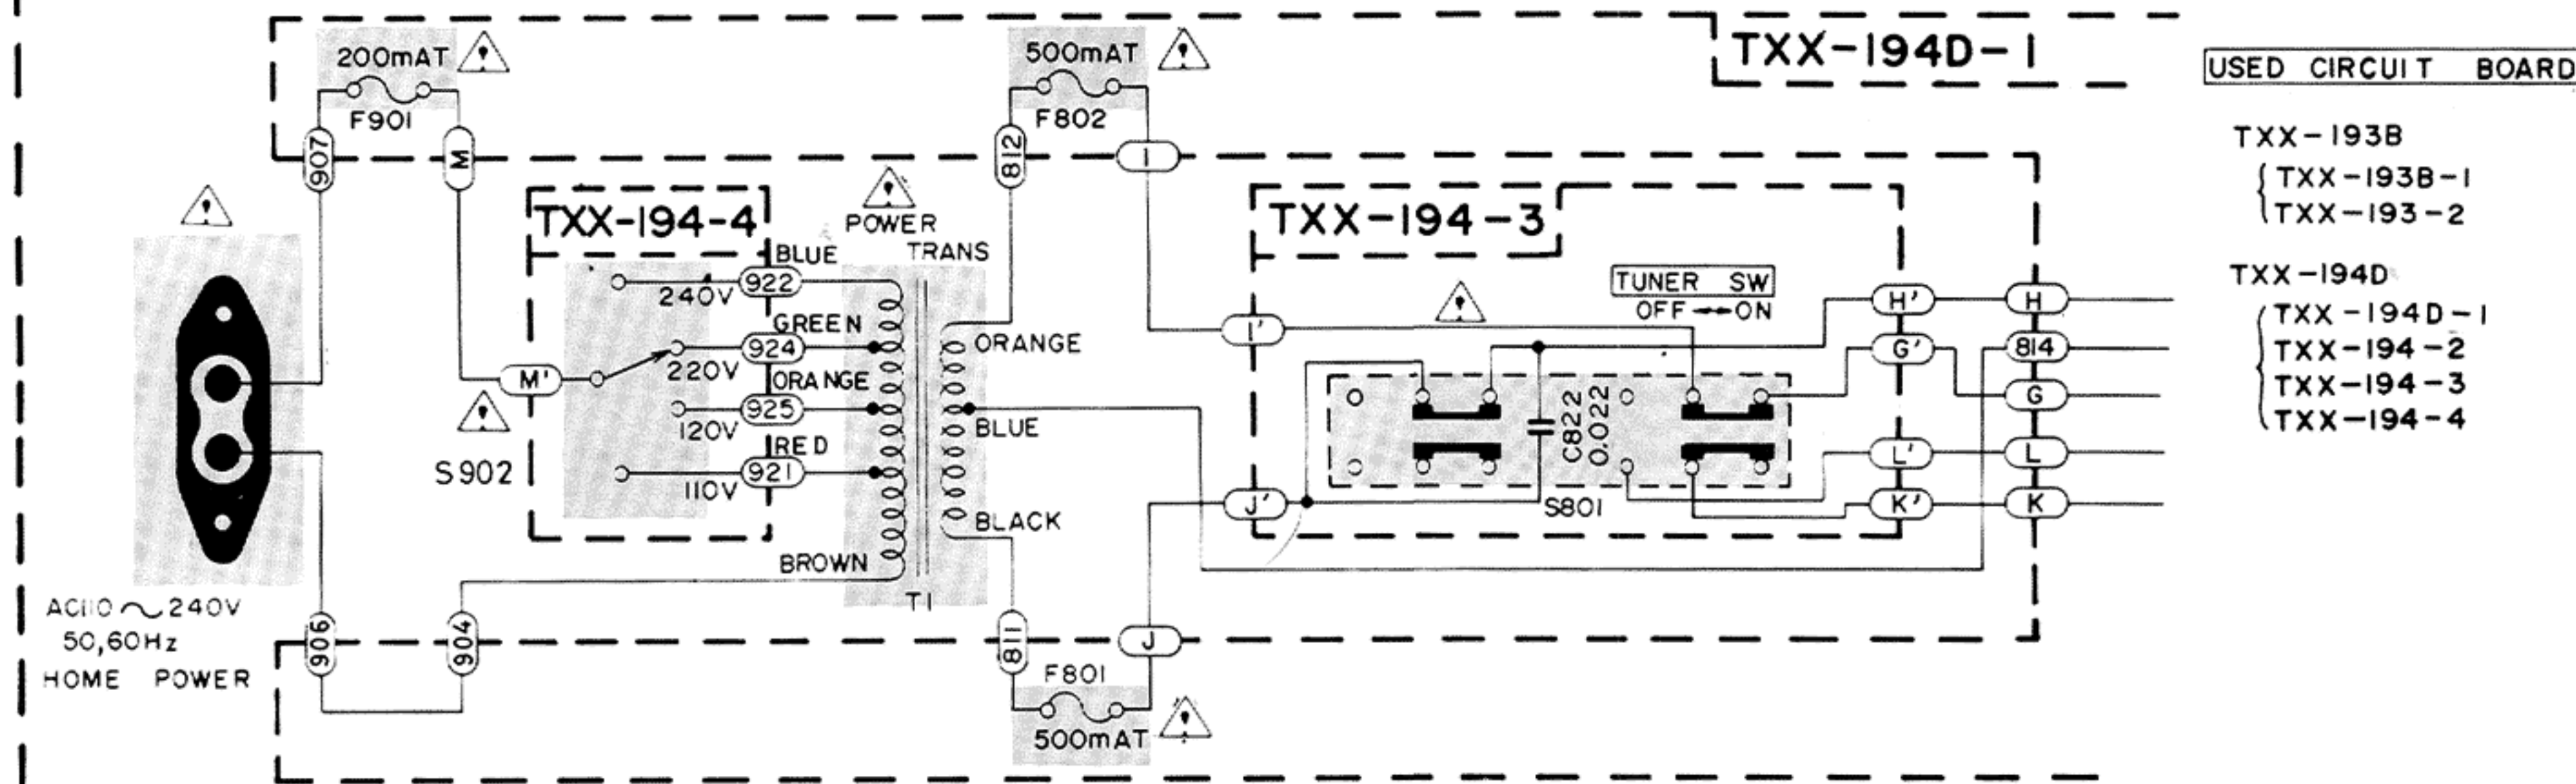 200mAT
F901
907
M
500mAT
F802
812
I
TXX-194D-1
USED CIRCUIT BOARD
TXX-193B
TXX-193B-1
TXX-193-2
TXX-194D
TXX-194D-1
TXX-194-2
TXX-194-3
TXX-194-4
TXX-194-4
POWER
TRANS
BLUE
922
240V
GREEN
924
220V
ORANGE
925
120V
RED
921
110V
BROWN
M'
S902
T1
ORANGE
BLUE
BLACK
TXX-194-3
TUNER SW
OFF ↔ ON
I'
J'
C822
0.022
S801
H'
G'
L'
K'
H
814
G
L
K
AC110～240V
50,60Hz
HOME POWER
906
904
811
J
F801
500mAT